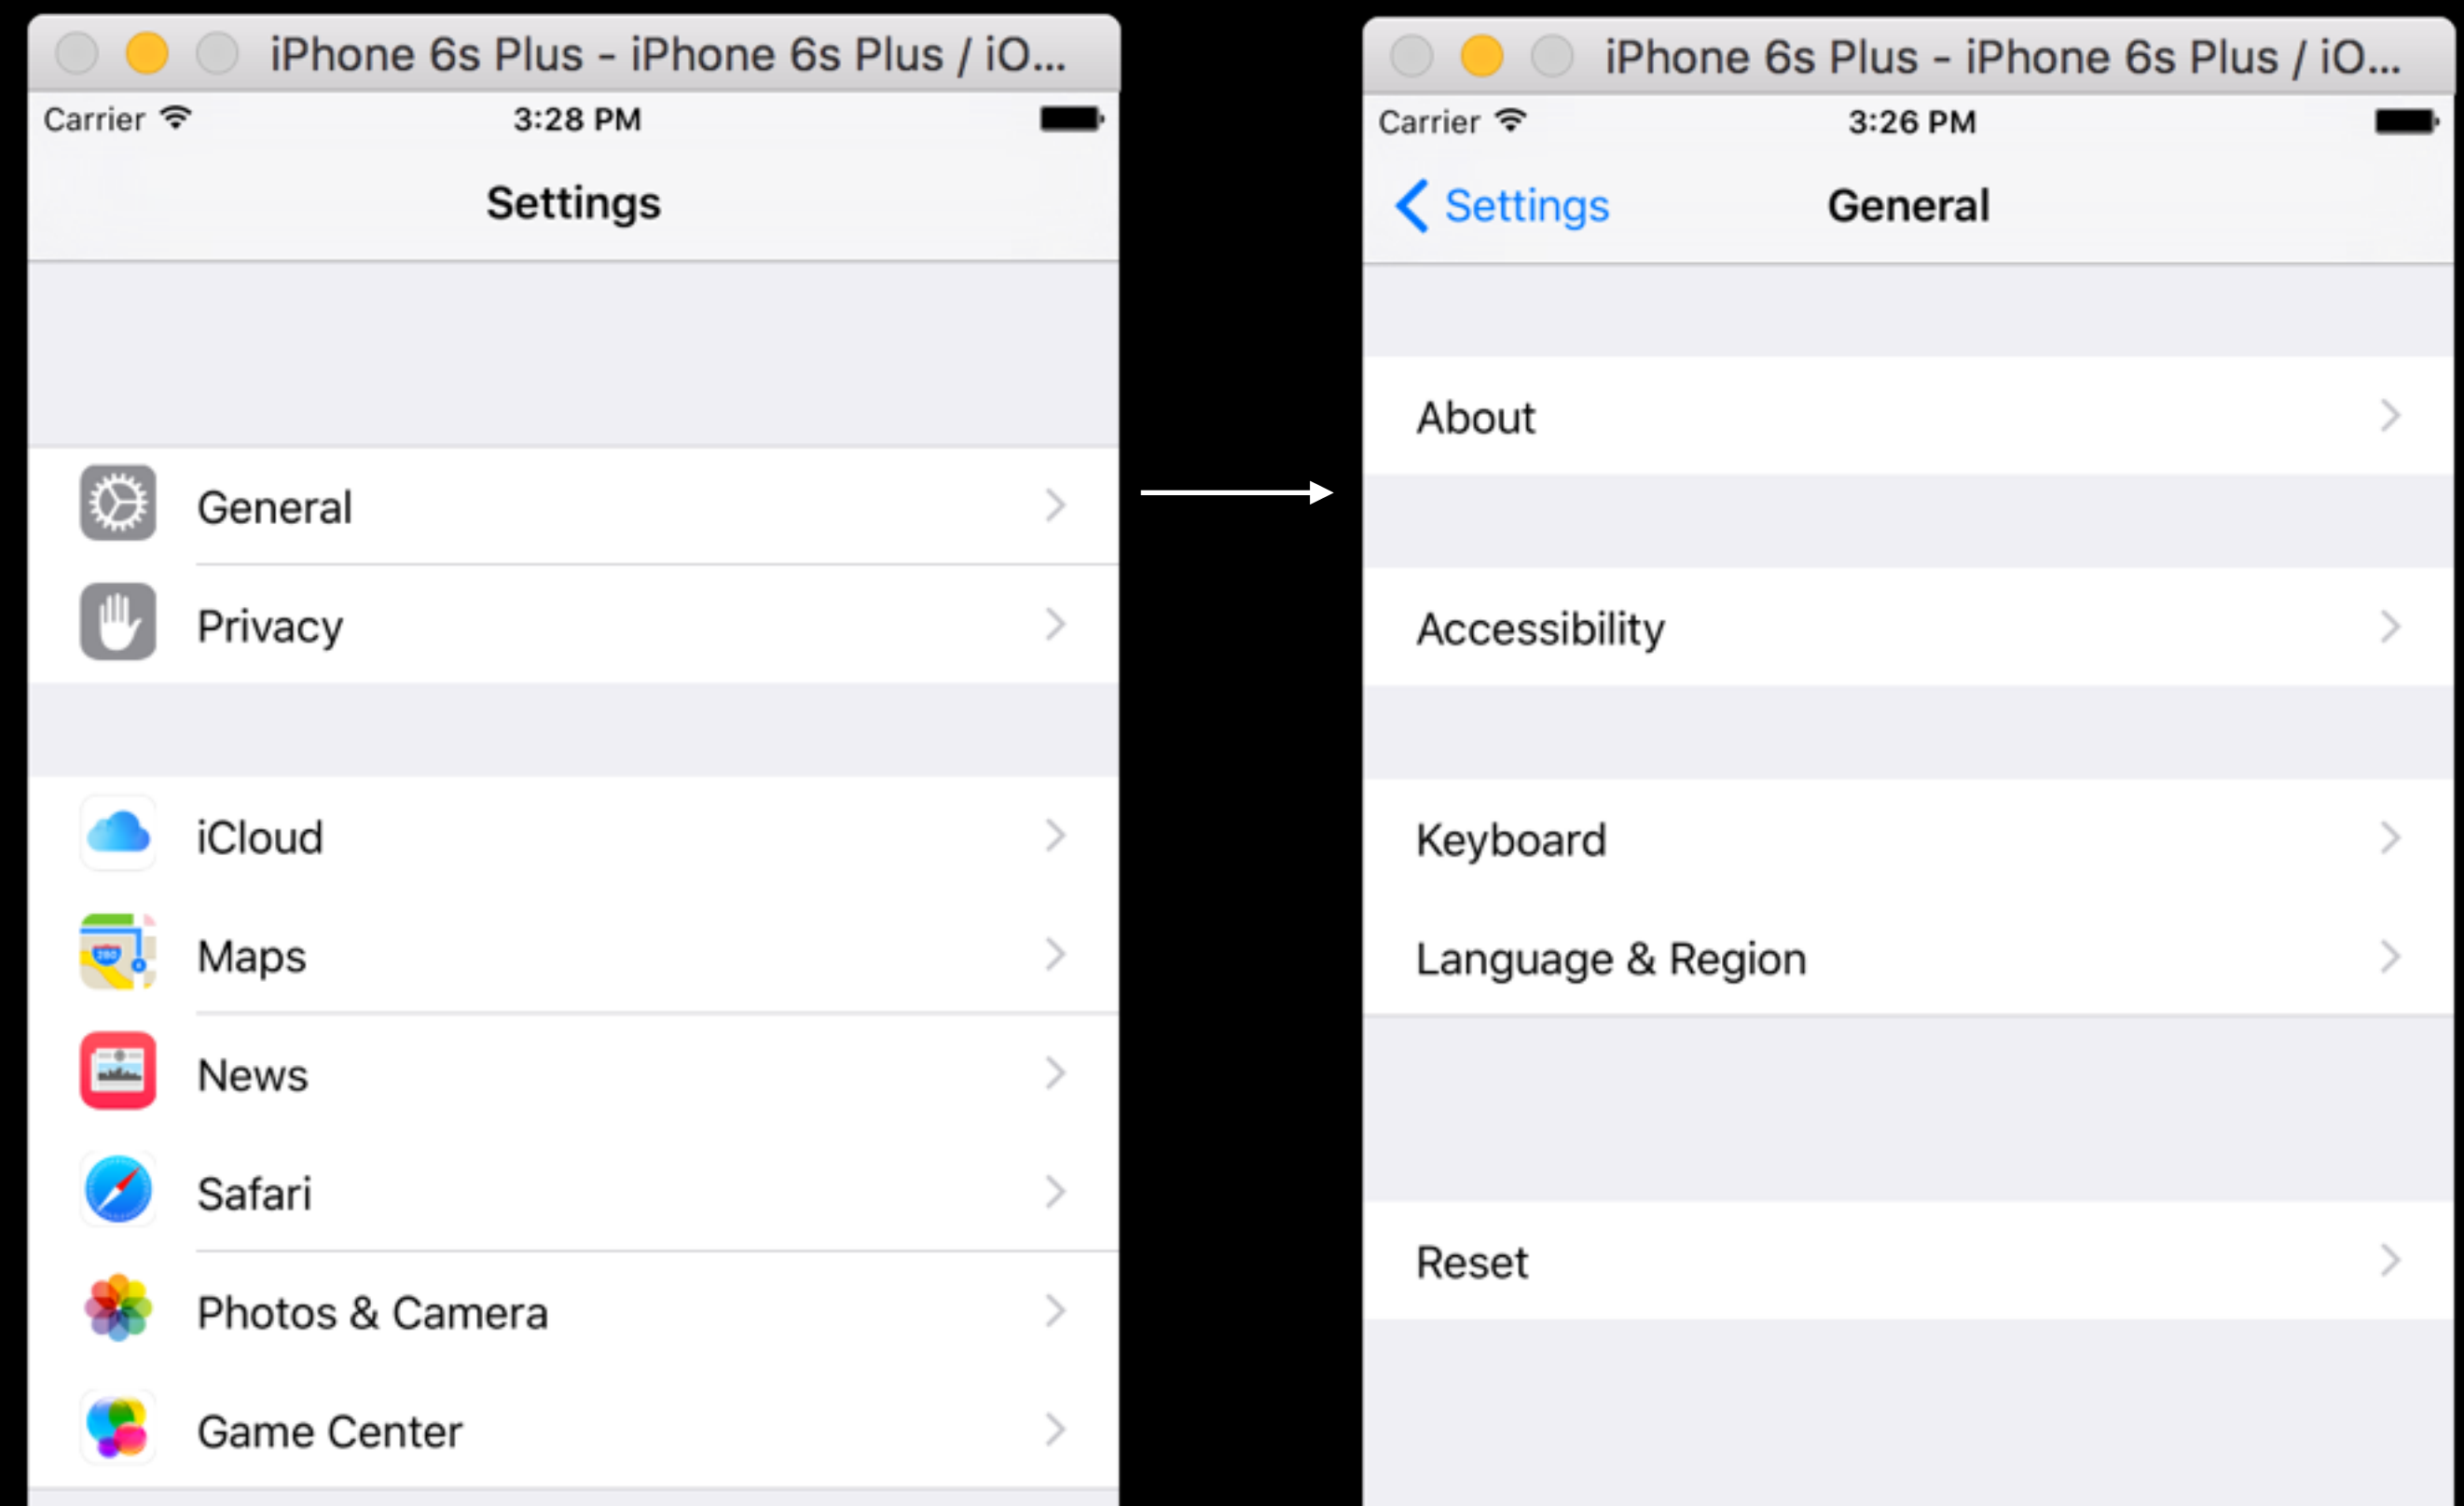 iPhone 6s Plus - iPhone 6s Plus / iO...
Carrier 3:28 PM
Settings
General
Privacy
iCloud
Maps
280
News
Safari
Photos & Camera
Game Center
iPhone 6s Plus - iPhone 6s Plus / iO...
Carrier 3:26 PM
Settings General
About
Accessibility
Keyboard
Language & Region
Reset